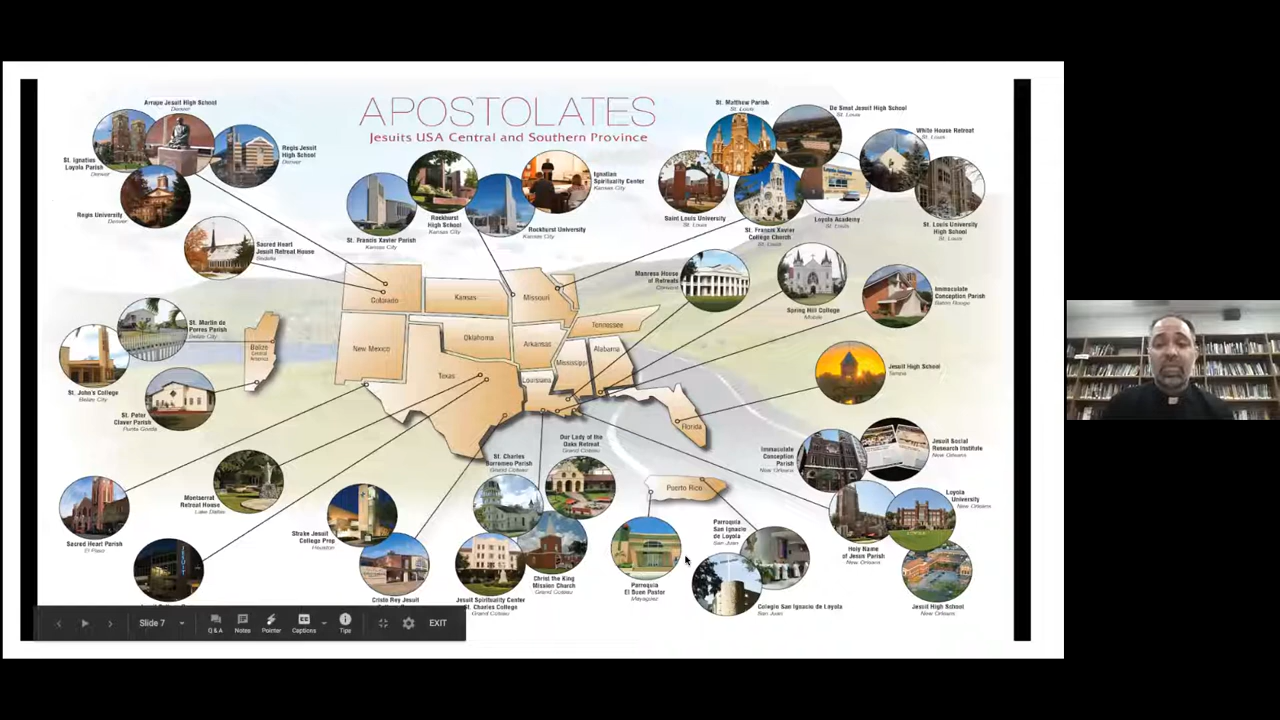 APOSTOLATES
Jesuits USA Central and Southern Province
Arrupe Jesuit High School
Denver
St. Ignatius
Loyola Parish
Denver
Regis Jesuit
High School
Denver
Regis University
Denver
Sacred Heart
Jesuit Retreat House
Sedalia
St. Francis Xavier Parish
Kansas City
Rockhurst
High School
Kansas City
Rockhurst University
Kansas City
Ignatian
Spirituality Center
Kansas City
St. Matthew Parish
St. Louis
De Smet Jesuit High School
St. Louis
White House Retreat
St. Louis
Saint Louis University
St. Louis
St. Francis Xavier
College Church
St. Louis
Loyola Academy
St. Louis
St. Louis University
High School
St. Louis
Manresa House
of Retreats
Convent
Spring Hill College
Mobile
Immaculate
Conception Parish
Baton Rouge
Jesuit High School
Tampa
St. Martin de
Porres Parish
Belize City
St. John's College
Belize City
St. Peter
Claver Parish
Punta Gorda
Belize
Central
America
Colorado
Kansas
Missouri
New Mexico
Oklahoma
Arkansas
Tennessee
Texas
Louisiana
Mississippi
Alabama
Florida
Puerto Rico
Sacred Heart Parish
El Paso
Montserrat
Retreat House
Lake Dallas
Strake Jesuit
College Prep
Houston
Cristo Rey Jesuit
St. Charles
Borromeo Parish
Grand Coteau
Our Lady of the
Oaks Retreat
Grand Coteau
Jesuit Spirituality Center
St. Charles College
Grand Coteau
Christ the King
Mission Church
Grand Coteau
Parroquia
El Buen Pastor
Mayaguez
Parroquia
San Ignacio
de Loyola
San Juan
Colegio San Ignacio de Loyola
San Juan
Immaculate
Conception
Parish
New Orleans
Jesuit Social
Research Institute
New Orleans
Loyola
University
New Orleans
Holy Name
of Jesus Parish
New Orleans
Jesuit High School
New Orleans
Slide 7
Q & A
Notes
Pointer
Captions
Tips
EXIT